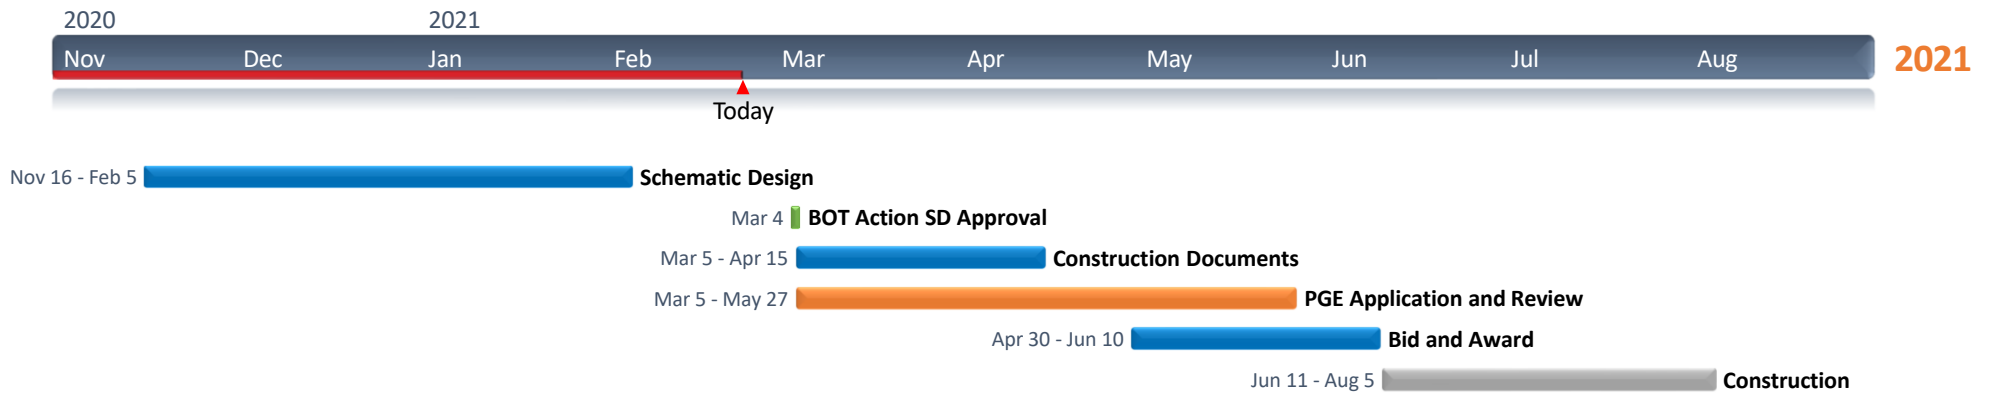 2020 2021
Nov Dec Jan Feb Mar Apr May Jun Jul Aug 2021
Today
Nov 16 - Feb 5 Schematic Design
Mar 4 BOT Action SD Approval
Mar 5 - Apr 15 Construction Documents
Mar 5 - May 27 PGE Application and Review
Apr 30 - Jun 10 Bid and Award
Jun 11 - Aug 5 Construction